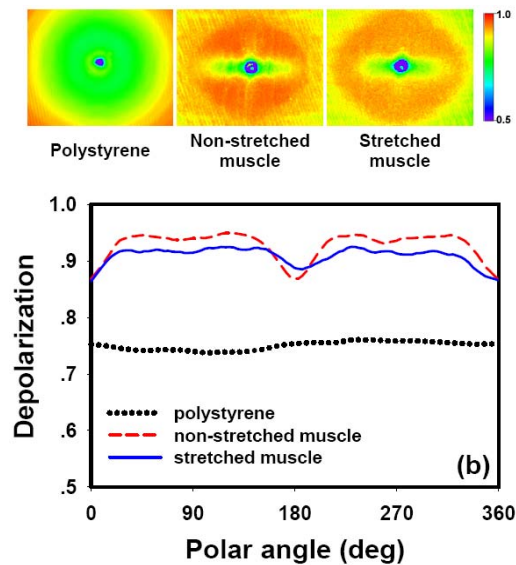 1.0
0.5
Polystyrene
Non-stretched
muscle
Stretched
muscle
1.0
.9
.8
.7
.6
.5
Depolarization
polystyrene
non-stretched muscle
stretched muscle
(b)
0 90 180 270 360
Polar angle (deg)